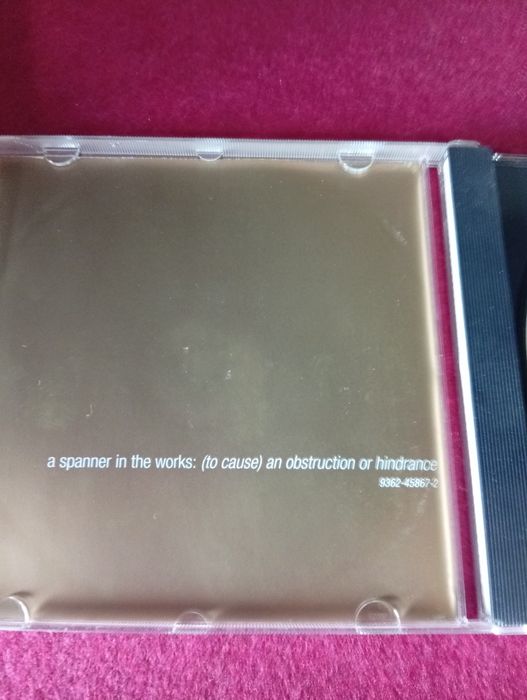 a spanner in the works: (to cause) an obstruction or hindrance
9362-45867-2